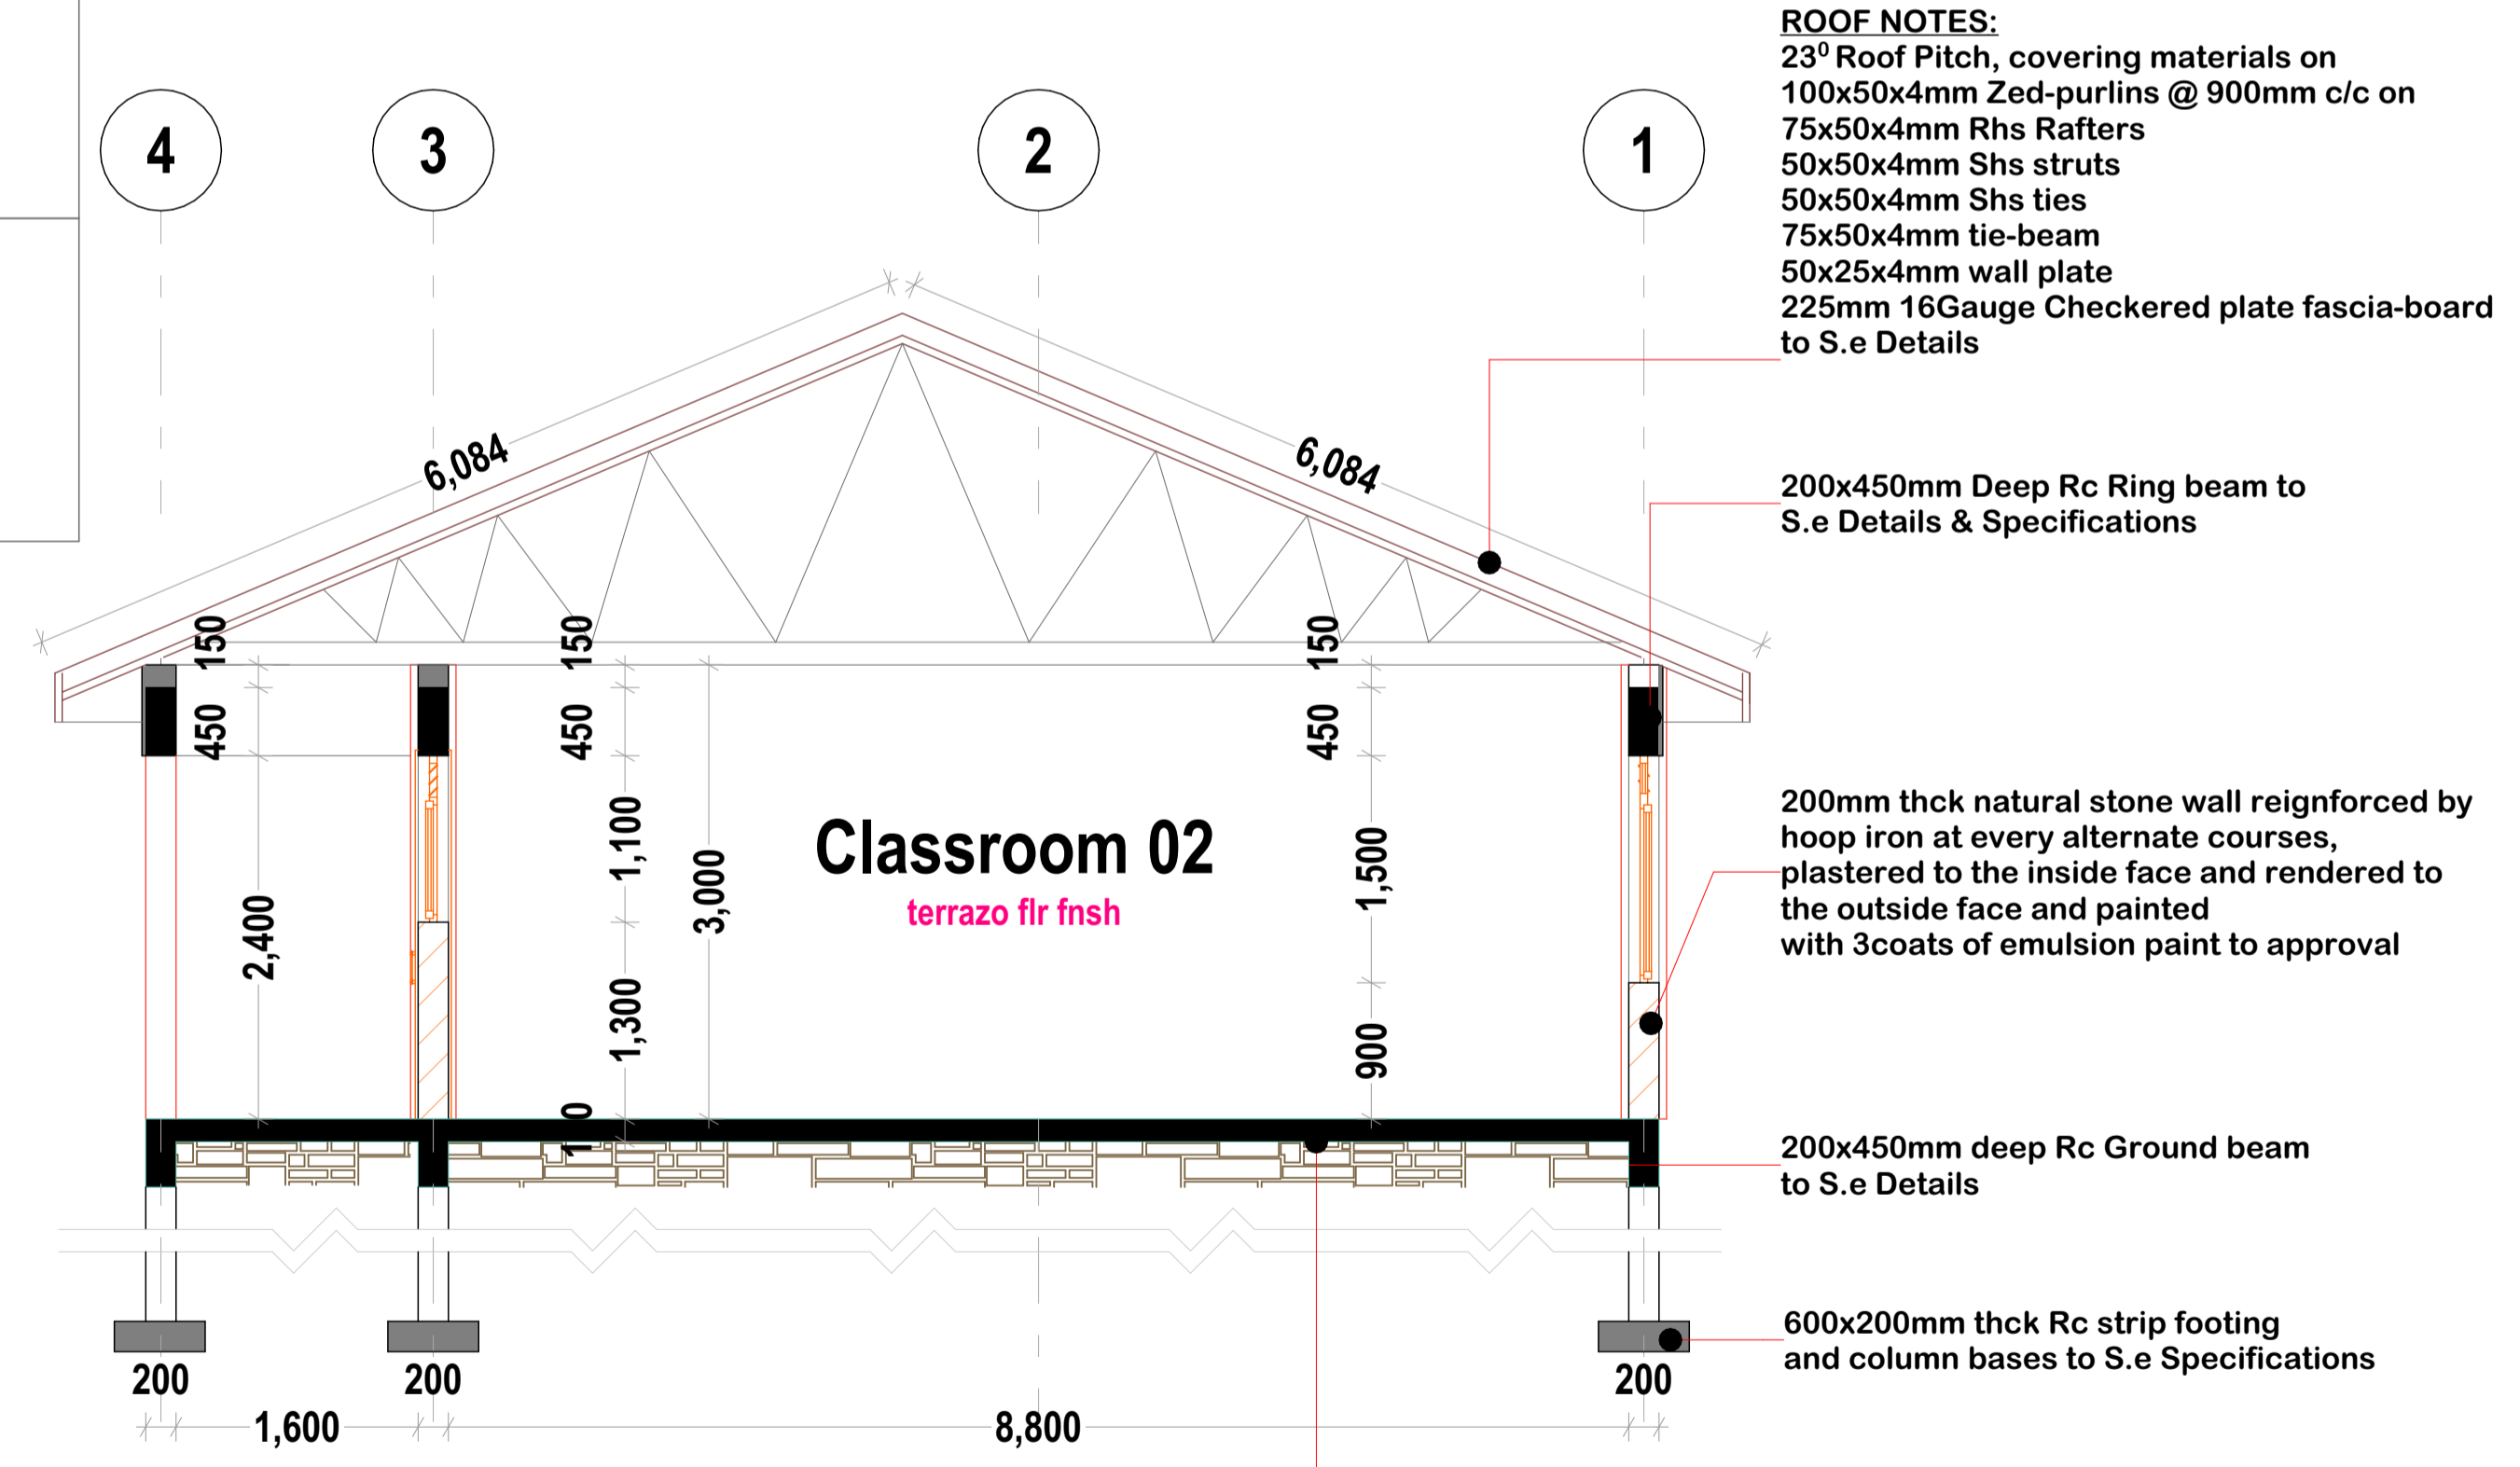 ROOF NOTES:
23⁰ Roof Pitch, covering materials on
100x50x4mm Zed-purlins @ 900mm c/c on
75x50x4mm Rhs Rafters
50x50x4mm Shs struts
50x50x4mm Shs ties
75x50x4mm tie-beam
50x25x4mm wall plate
225mm 16Gauge Checkered plate fascia-board
to S.e Details
4 3 2 1
6,084 6,084
200x450mm Deep Rc Ring beam to
S.e Details & Specifications
150 150 150
450 450 450
200mm thck natural stone wall reignforced by
hoop iron at every alternate courses,
plastered to the inside face and rendered to
the outside face and painted
with 3coats of emulsion paint to approval
2,400 1,100 3,000 1,500
Classroom 02
terrazo flr fnsh
1,300 900
200x450mm deep Rc Ground beam
to S.e Details
600x200mm thck Rc strip footing
and column bases to S.e Specifications
200 200 200
1,600 8,800